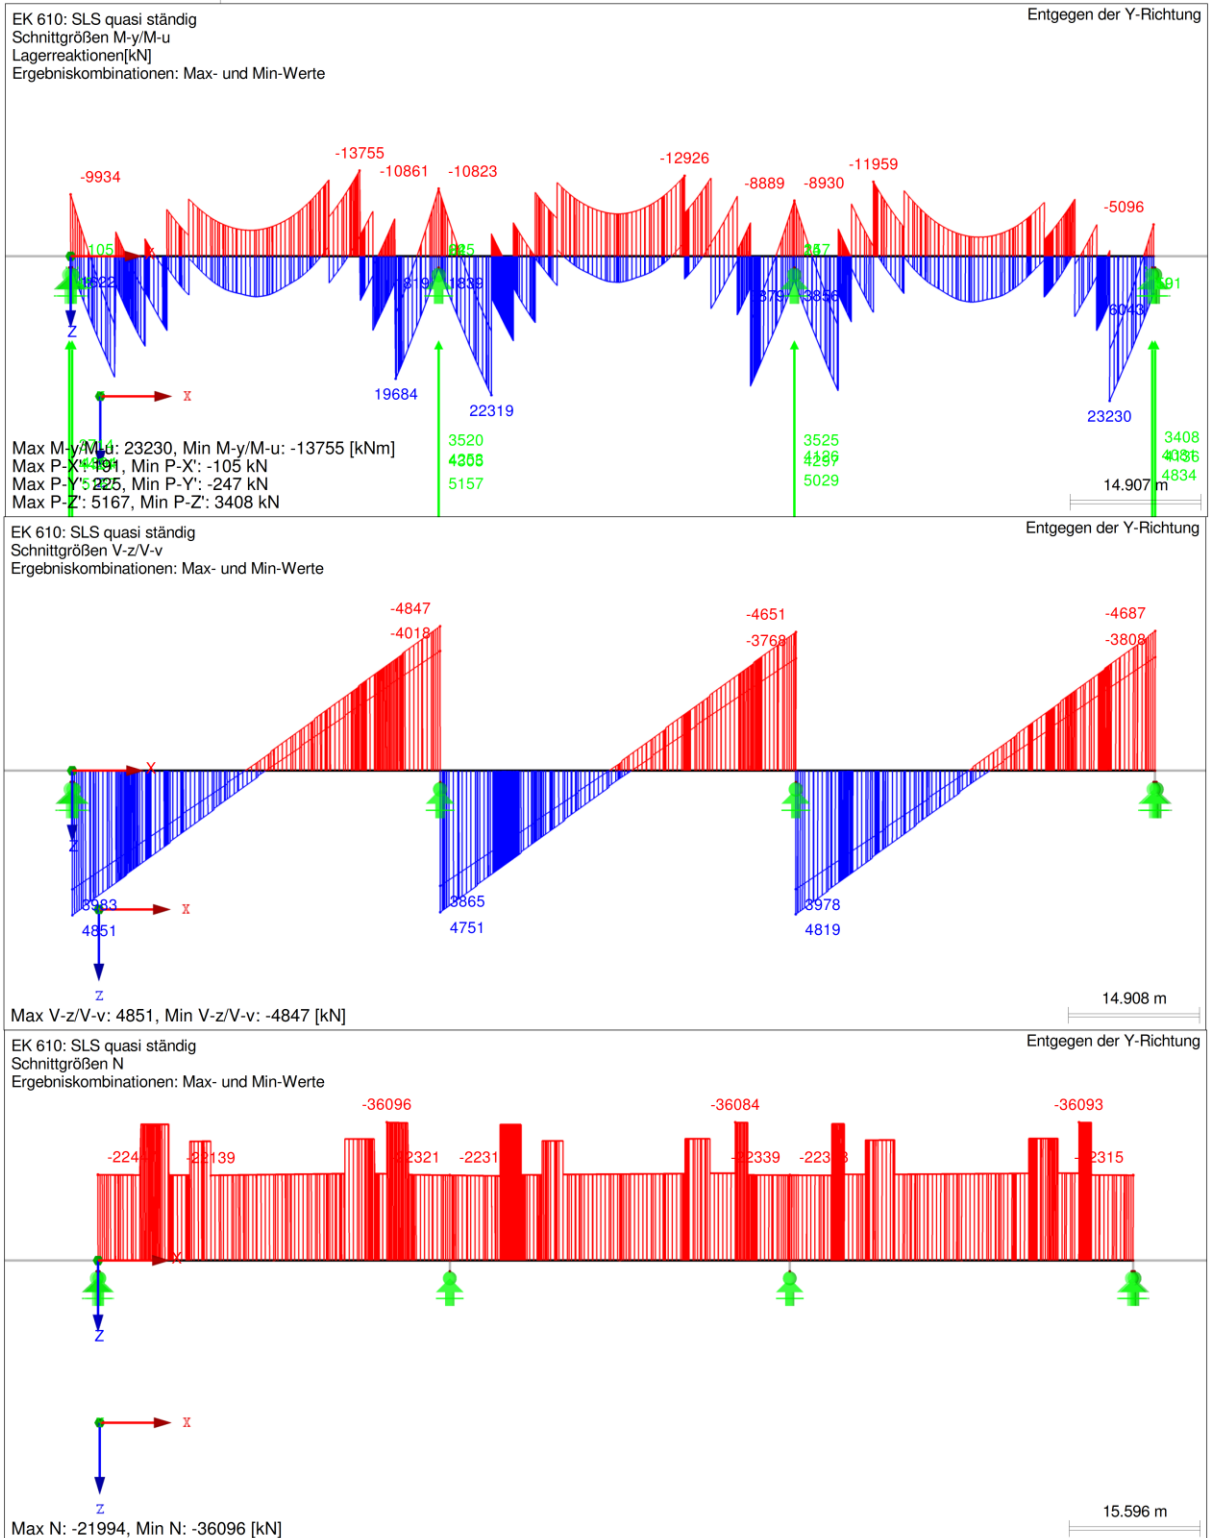 EK 610: SLS quasi ständig
Entgegen der Y-Richtung
Schnittgrößen M-y/M-u
Lagerreaktionen[kN]
Ergebniskombinationen: Max- und Min-Werte
-9934
-13755
-10861
-10823
-12926
-8889
-8930
-11959
-5096
105
X
Z
X
19684
22319
3856
6043
23230
3520
5157
3525
4126
4297
5029
3408
4834
Max M-y/M-u: 23230, Min M-y/M-u: -13755 [kNm]
Max P-X': 191, Min P-X': -105 kN
Max P-Y': 225, Min P-Y': -247 kN
Max P-Z': 5167, Min P-Z': 3408 kN
14.907 m
EK 610: SLS quasi ständig
Entgegen der Y-Richtung
Schnittgrößen V-z/V-v
Ergebniskombinationen: Max- und Min-Werte
-4847
-4018
-4651
-3768
-4687
-3808
X
Z
3983
4851
X
Z
3865
4751
3978
4819
14.908 m
Max V-z/V-v: 4851, Min V-z/V-v: -4847 [kN]
EK 610: SLS quasi ständig
Entgegen der Y-Richtung
Schnittgrößen N
Ergebniskombinationen: Max- und Min-Werte
-36096
-36084
-36093
-22139
X
Z
X
Z
15.596 m
Max N: -21994, Min N: -36096 [kN]